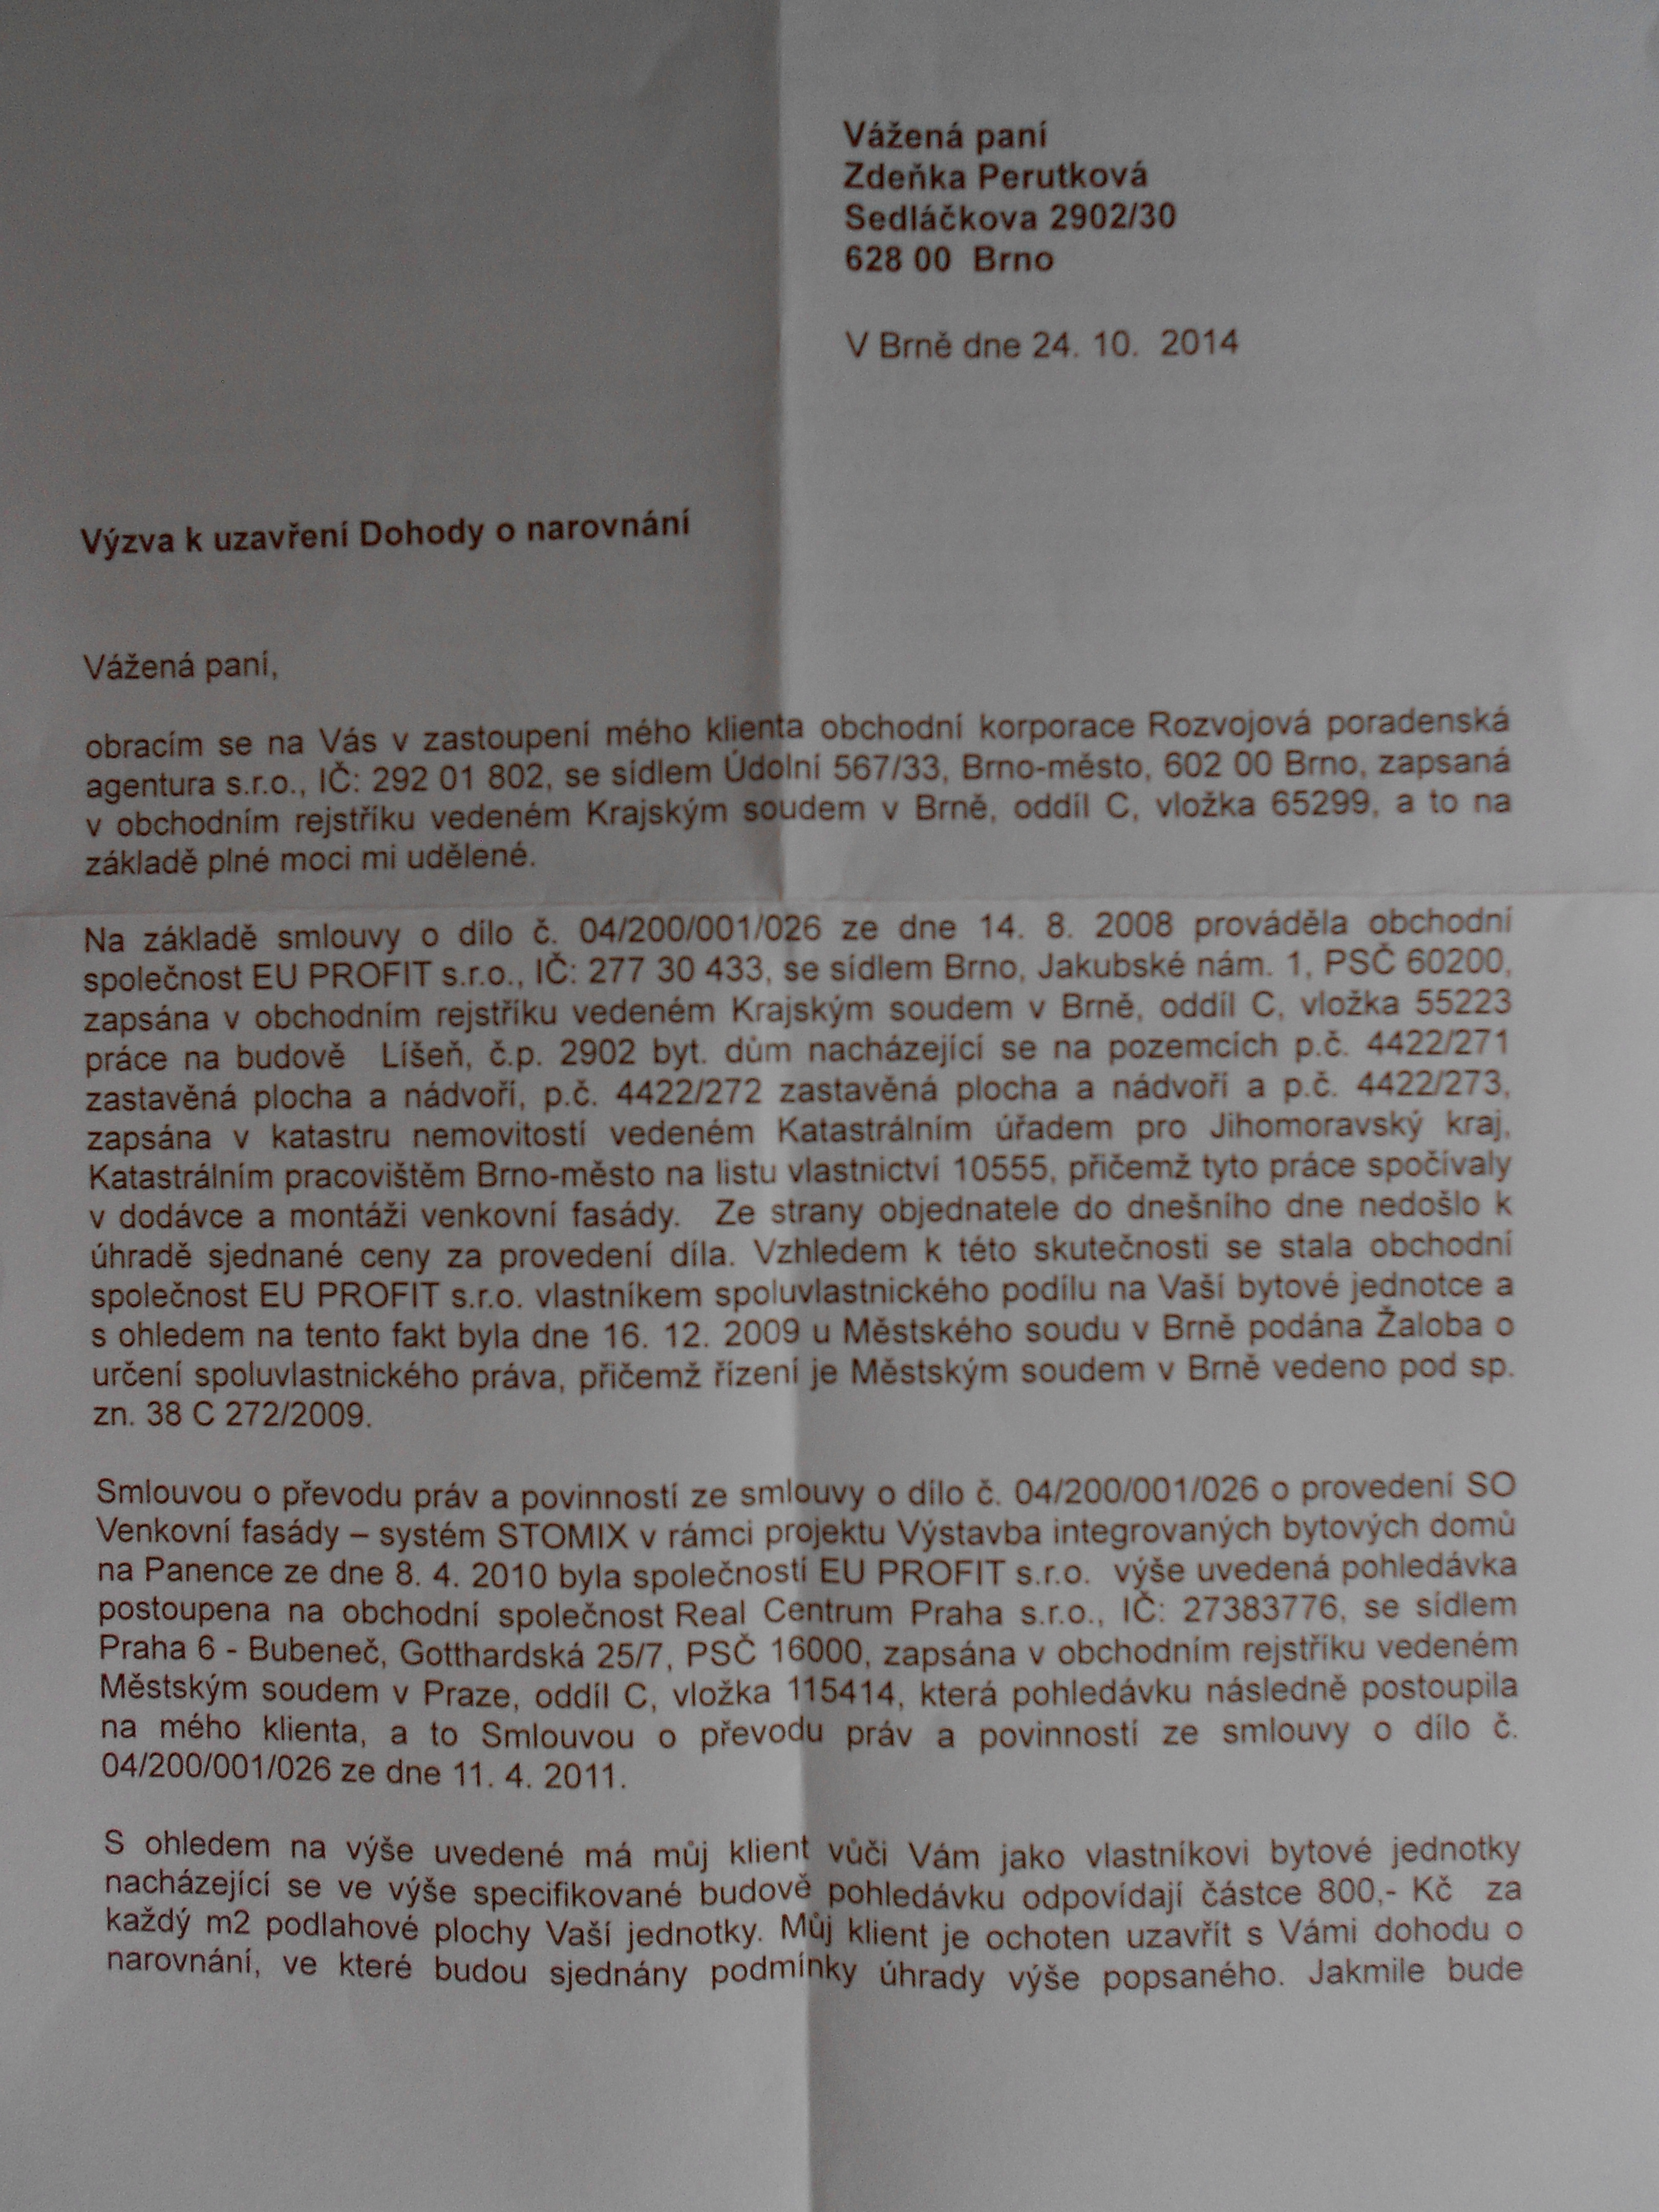 Vážená paní
Zdeňka Perutková
Sedláčkova 2902/30
628 00 Brno
V Brně dne 24. 10. 2014
Výzva k uzavření Dohody o narovnání
Vážená paní,
obracím se na Vás v zastoupení mého klienta obchodní korporace Rozvojová poradenská
agentura s.r.o., IČ: 292 01 802, se sídlem Údolní 567/33, Brno-město, 602 00 Brno, zapsaná
v obchodním rejstříku vedeném Krajským soudem v Brně, oddíl C, vložka 65299, a to na
základě plné moci mi udělené.
Na základě smlouvy o dílo č. 04/200/001/026 ze dne 14. 8. 2008 prováděla obchodní
společnost EU PROFIT s.r.o., IČ: 277 30 433, se sídlem Brno, Jakubské nám. 1, PSČ 60200,
zapsána v obchodním rejstříku vedeném Krajským soudem v Brně, oddíl C, vložka 55223
práce na budově Líšeň, č.p. 2902 byt. dům nacházející se na pozemcích p.č. 4422/271
zastavěná plocha a nádvoří, p.č. 4422/272 zastavěná plocha a nádvoří a p.č. 4422/273,
zapsána v katastru nemovitostí vedeném Katastrálním úřadem pro Jihomoravský kraj,
Katastrálním pracovištěm Brno-město na listu vlastnictví 10555, přičemž tyto práce spočívaly
v dodávce a montáži venkovní fasády. Ze strany objednatele do dnešního dne nedošlo k
úhradě sjednané ceny za provedení díla. Vzhledem k této skutečnosti se stala obchodní
společnost EU PROFIT s.r.o. vlastníkem spoluvlastnického podílu na Vaší bytové jednotce a
s ohledem na tento fakt byla dne 16. 12. 2009 u Městského soudu v Brně podána Žaloba o
určení spoluvlastnického práva, přičemž řízení je Městským soudem v Brně vedeno pod sp.
zn. 38 C 272/2009.
Smlouvou o převodu práv a povinností ze smlouvy o dílo č. 04/200/001/026 o provedení SO
Venkovní fasády – systém STOMIX v rámci projektu Výstavba integrovaných bytových domů
na Panence ze dne 8. 4. 2010 byla společností EU PROFIT s.r.o. výše uvedená pohledávka
postoupena na obchodní společnost Real Centrum Praha s.r.o., IČ: 27383776, se sídlem
Praha 6 - Bubeneč, Gotthardská 25/7, PSČ 16000, zapsána v obchodním rejstříku vedeném
Městským soudem v Praze, oddíl C, vložka 115414, která pohledávku následně postoupila
na mého klienta, a to Smlouvou o převodu práv a povinností ze smlouvy o dílo č.
04/200/001/026 ze dne 11. 4. 2011.
S ohledem na výše uvedené má můj klient vůči Vám jako vlastníkovi bytové jednotky
nacházející se ve výše specifikované budově pohledávku odpovídají částce 800,- Kč za
každý m2 podlahové plochy Vaší jednotky. Můj klient je ochoten uzavřít s Vámi dohodu o
narovnání, ve které budou sjednány podmínky úhrady výše popsaného. Jakmile bude